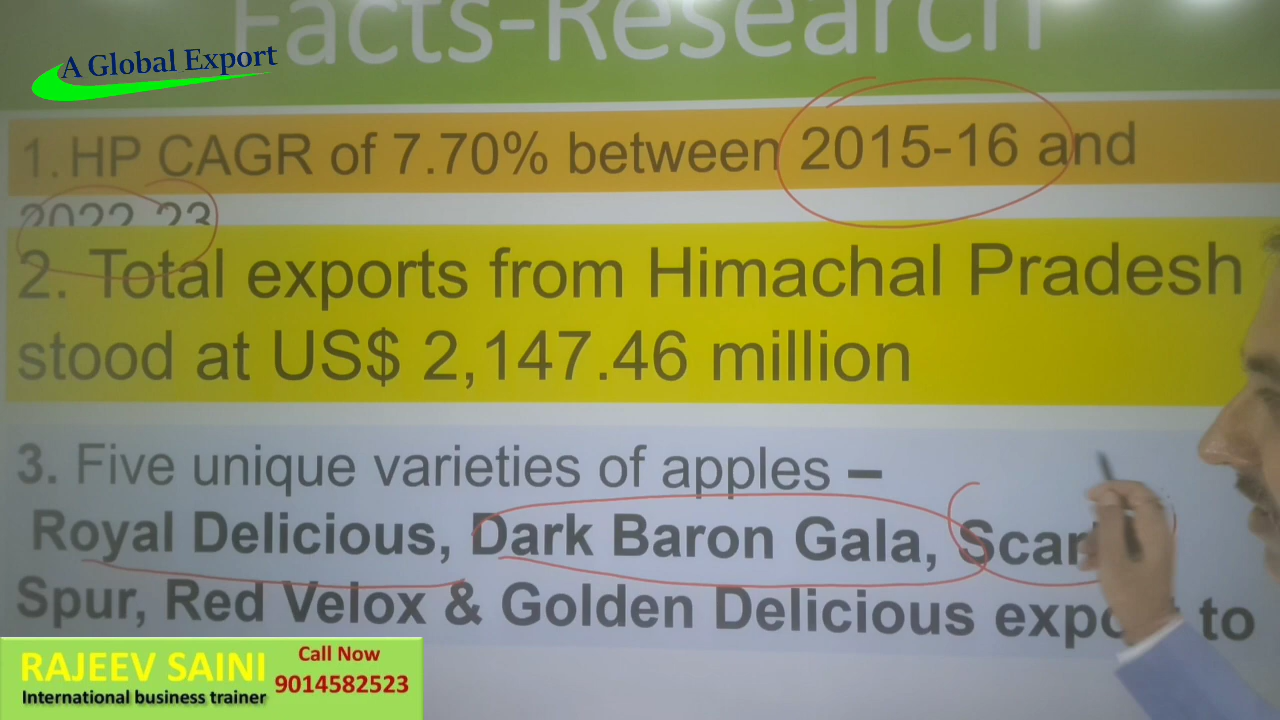 Facts-Research
A Global Export
1. HP CAGR of 7.70% between 2015-16 and
2022-23
2. Total exports from Himachal Pradesh
stood at US$ 2,147.46 million
3. Five unique varieties of apples –
Royal Delicious, Dark Baron Gala,
Spur, Red Velox & Golden Delicious to
RAJEEV SAINI
International business trainer
Call Now
9014582523